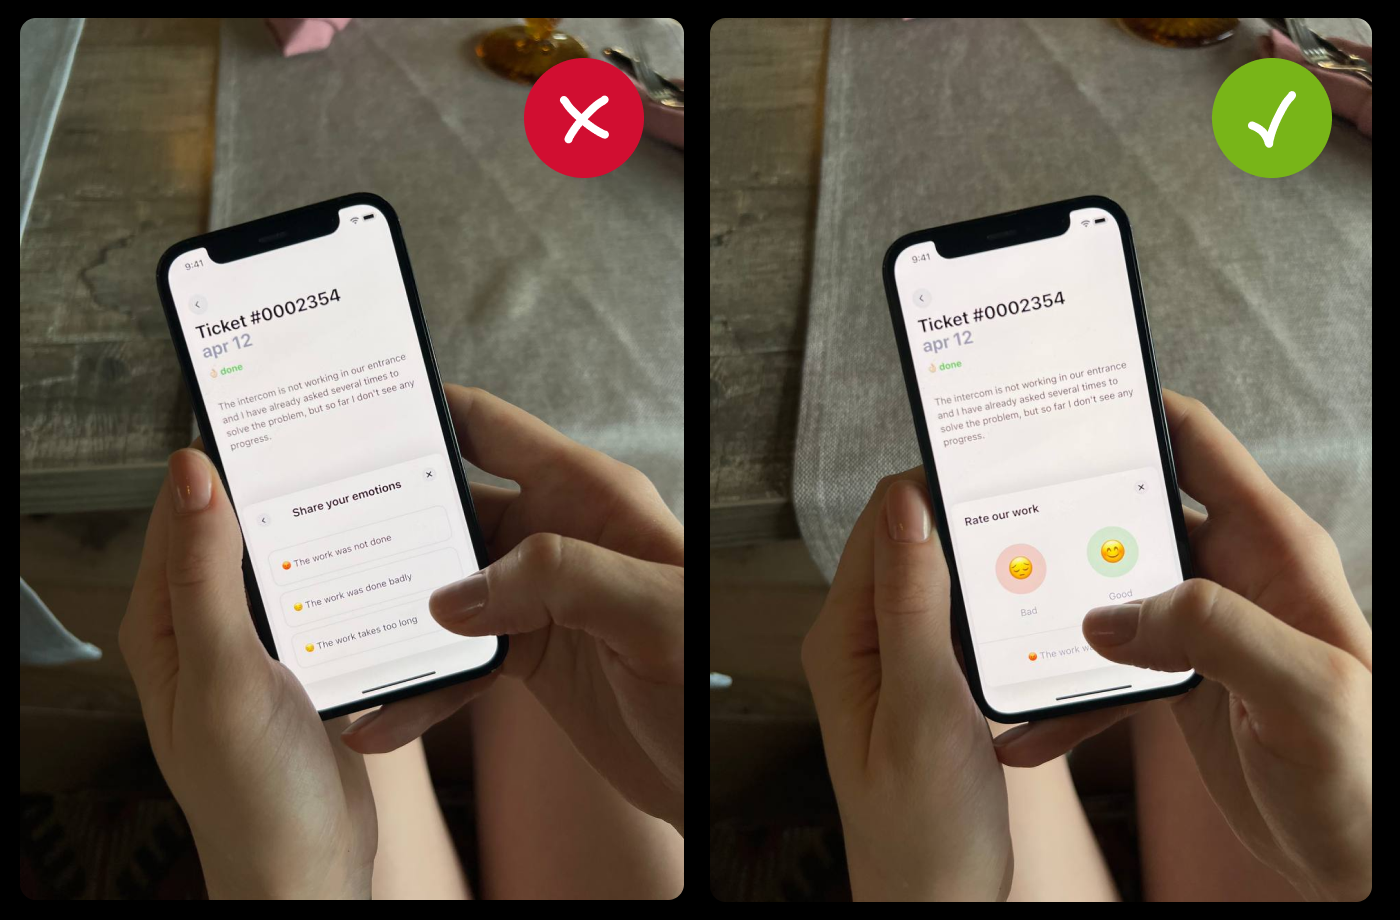 9:41
Ticket #0002354
apr 12
👌🏻 done
The intercom is not working in our entrance
and I have already asked several times to
solve the problem, but so far I don't see any
progress.
Share your emotions
😡 The work was not done
😔 The work was done badly
😔 The work takes too long
9:41
Ticket #0002354
apr 12
👌🏻 done
The intercom is not working in our entrance
and I have already asked several times to
solve the problem, but so far I don't see any
progress.
Rate our work
Bad
Good
😡 The work